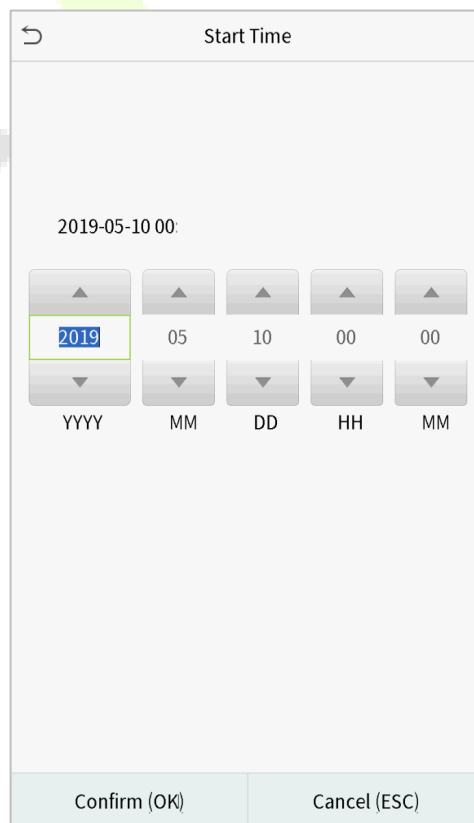 Start Time
2019-05-10 00:
2019 05 10 00 00
YYYY MM DD HH MM
Confirm (OK) Cancel (ESC)